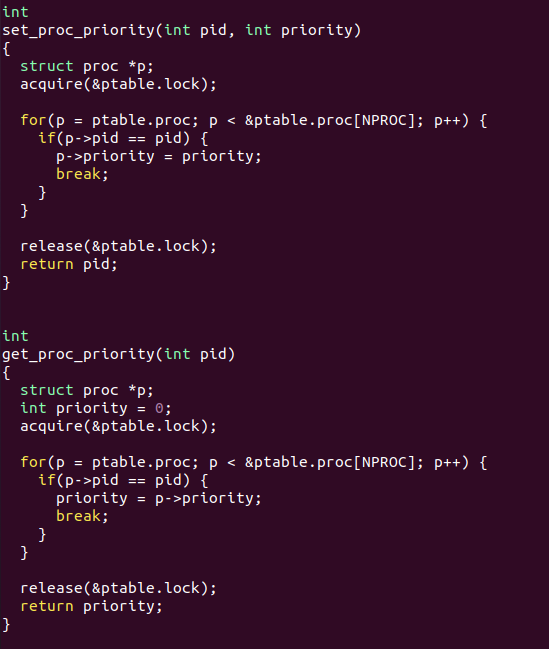 int
set_proc_priority(int pid, int priority)
{
  struct proc *p;
  acquire(&ptable.lock);

  for(p = ptable.proc; p < &ptable.proc[NPROC]; p++) {
    if(p->pid == pid) {
      p->priority = priority;
      break;
    }
  }

  release(&ptable.lock);
  return pid;
}


int
get_proc_priority(int pid)
{
  struct proc *p;
  int priority = 0;
  acquire(&ptable.lock);

  for(p = ptable.proc; p < &ptable.proc[NPROC]; p++) {
    if(p->pid == pid) {
      priority = p->priority;
      break;
    }
  }

  release(&ptable.lock);
  return priority;
}